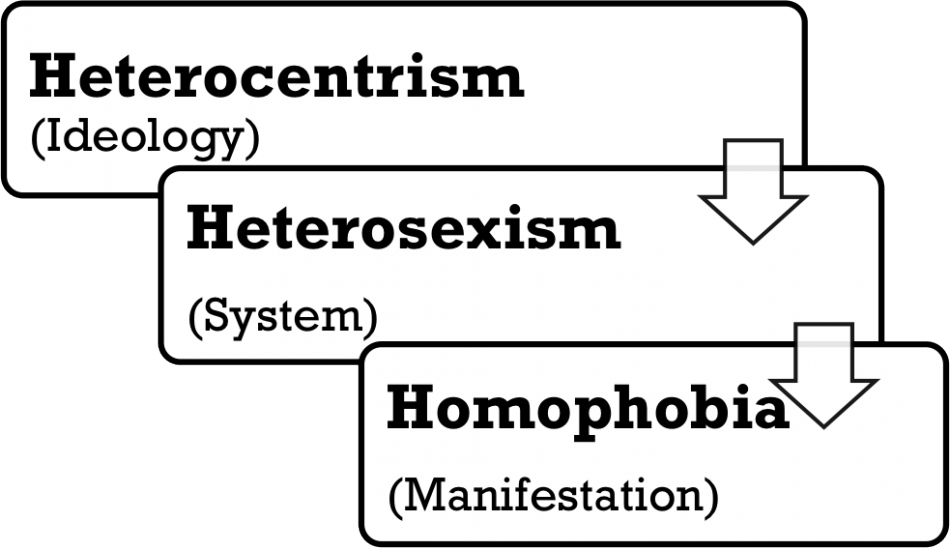 Heterocentrism
(Ideology)
Heterosexism
(System)
Homophobia
(Manifestation)